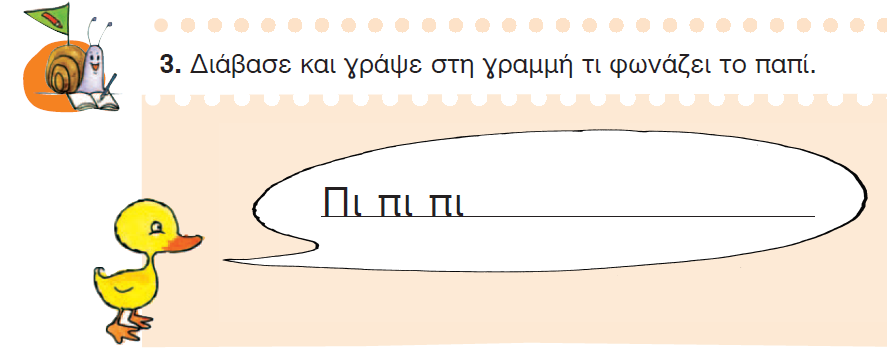 3. Διάβασε και γράψε στη γραμμή τι φωνάζει το παπί.
Πι πι πι